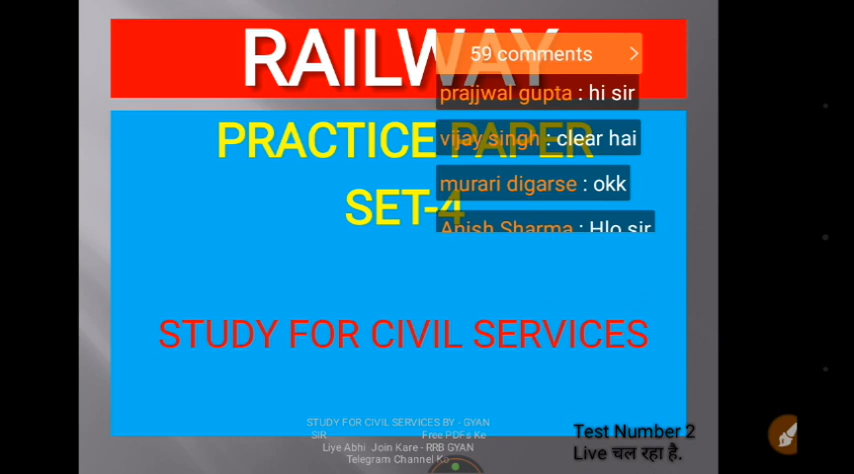 RAILWAY
59 comments
prajjwal gupta : hi sir
PRACTICE PAPER
vijay singh : clear hai
murari digarse : okk
SET-4
Anish Sharma : Hlo sir
STUDY FOR CIVIL SERVICES
STUDY FOR CIVIL SERVICES BY - GYAN
SIR Free PDFs Ke
Liye Abhi Join Kare - RRB GYAN
Telegram Channel Ko
Test Number 2
Live चल रहा है.